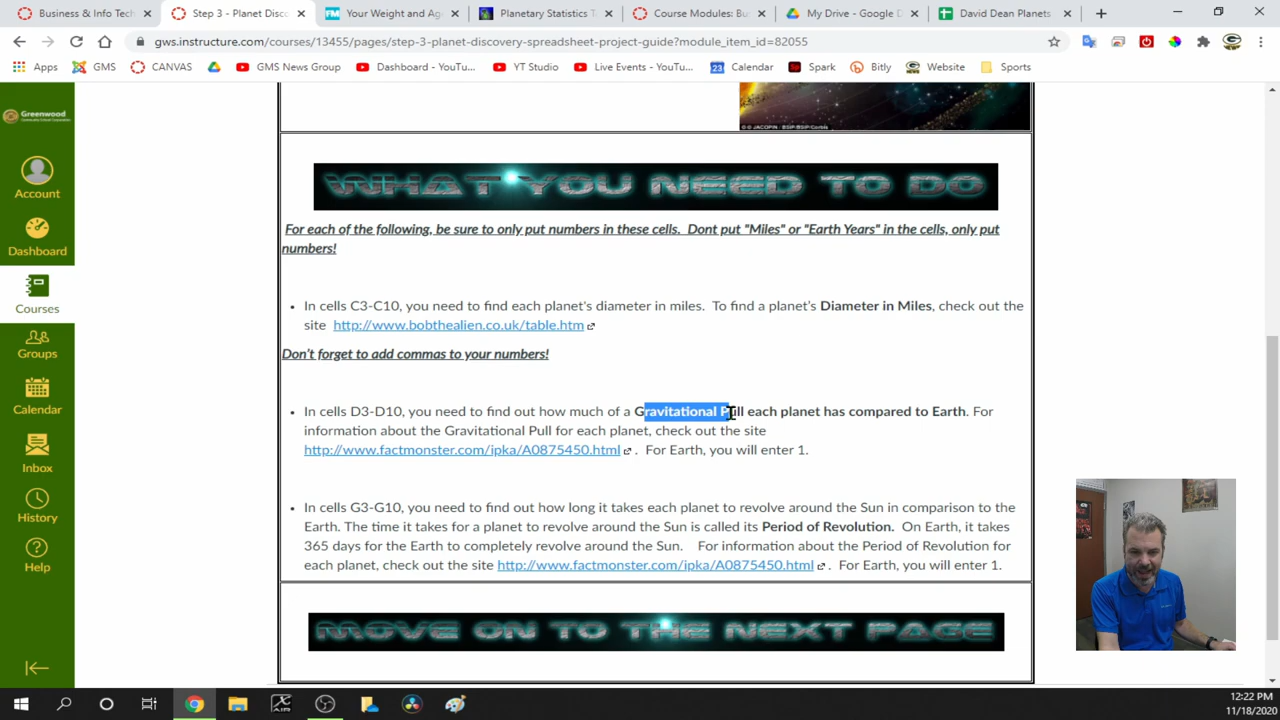 Business & Info Tech
Step 3 - Planet Disco
Your Weight and Ag
Planetary Statistics T
Course Modules: Bu
My Drive - Google D
David Dean Planets
gws.instructure.com/courses/13455/pages/step-3-planet-discovery-spreadsheet-project-guide?module_item_id=82055
Apps
GMS
CANVAS
GMS News Group
Dashboard - YouTu...
YT Studio
Live Events - YouTu...
Calendar
Spark
Bitly
Website
Sports
Greenwood
Account
Dashboard
Courses
Groups
Calendar
Inbox
History
Help
WHAT YOU NEED TO DO
For each of the following, be sure to only put numbers in these cells. Dont put "Miles" or "Earth Years" in the cells, only put
numbers!
• In cells C3-C10, you need to find each planet's diameter in miles. To find a planet's Diameter in Miles, check out the
site http://www.bobthealien.co.uk/table.htm
Don't forget to add commas to your numbers!
• In cells D3-D10, you need to find out how much of a Gravitational Pull each planet has compared to Earth. For
information about the Gravitational Pull for each planet, check out the site
http://www.factmonster.com/ipka/A0875450.html . For Earth, you will enter 1.
• In cells G3-G10, you need to find out how long it takes each planet to revolve around the Sun in comparison to the
Earth. The time it takes for a planet to revolve around the Sun is called its Period of Revolution. On Earth, it takes
365 days for the Earth to completely revolve around the Sun. For information about the Period of Revolution for
each planet, check out the site http://www.factmonster.com/ipka/A0875450.html . For Earth, you will enter 1.
MOVE ON TO THE NEXT PAGE
12:22 PM
11/18/2020